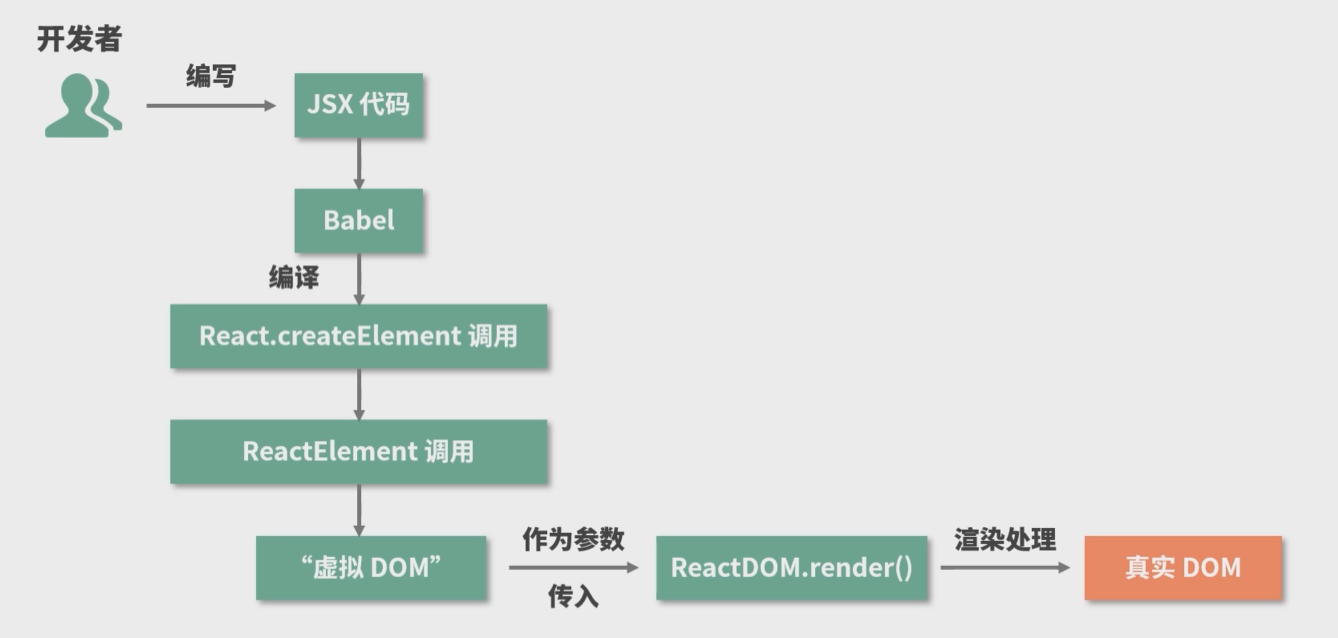 开发者
编写
JSX 代码
Babel
编译
React.createElement 调用
ReactElement 调用
“虚拟 DOM”
作为参数
传入
ReactDOM.render()
渲染处理
真实 DOM